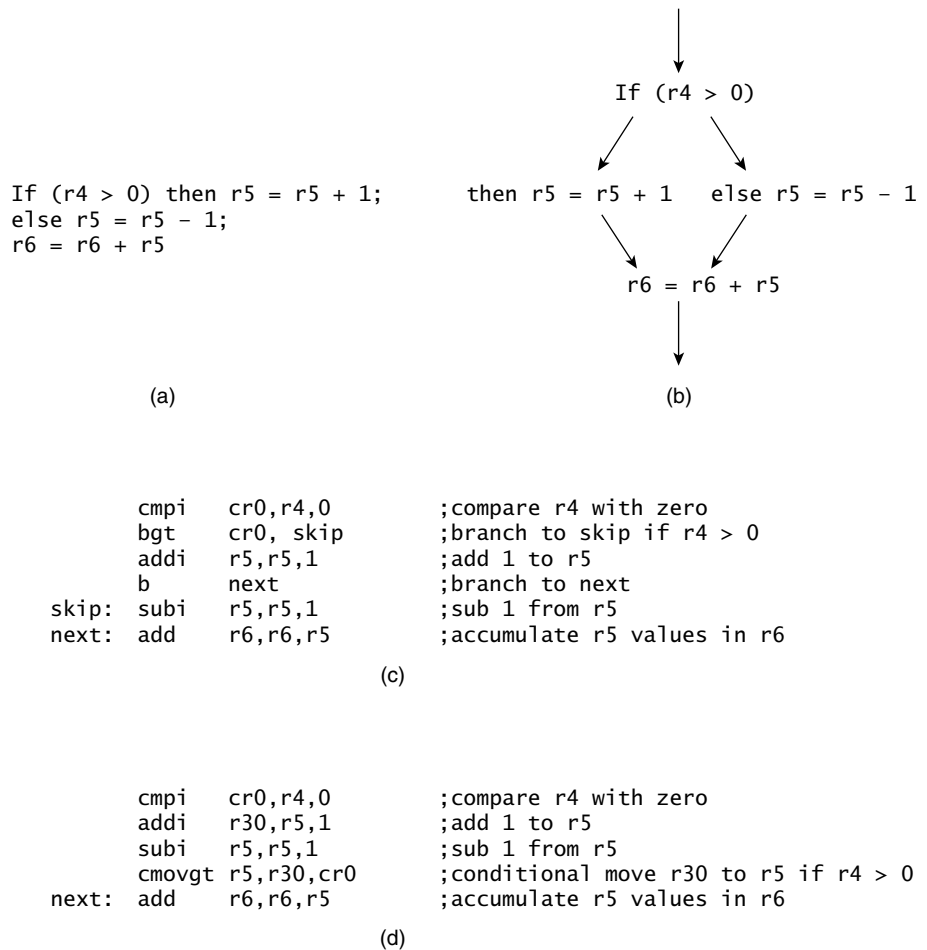 If (r4 > 0) then r5 = r5 + 1;
else r5 = r5 – 1;
r6 = r6 + r5
(a)
If (r4 > 0)
then r5 = r5 + 1 else r5 = r5 – 1
r6 = r6 + r5
(b)
cmpi cr0,r4,0 ;compare r4 with zero
bgt cr0, skip ;branch to skip if r4 > 0
addi r5,r5,1 ;add 1 to r5
b next ;branch to next
skip: subi r5,r5,1 ;sub 1 from r5
next: add r6,r6,r5 ;accumulate r5 values in r6
(c)
cmpi cr0,r4,0 ;compare r4 with zero
addi r30,r5,1 ;add 1 to r5
subi r5,r5,1 ;sub 1 from r5
cmovgt r5,r30,cr0 ;conditional move r30 to r5 if r4 > 0
next: add r6,r6,r5 ;accumulate r5 values in r6
(d)